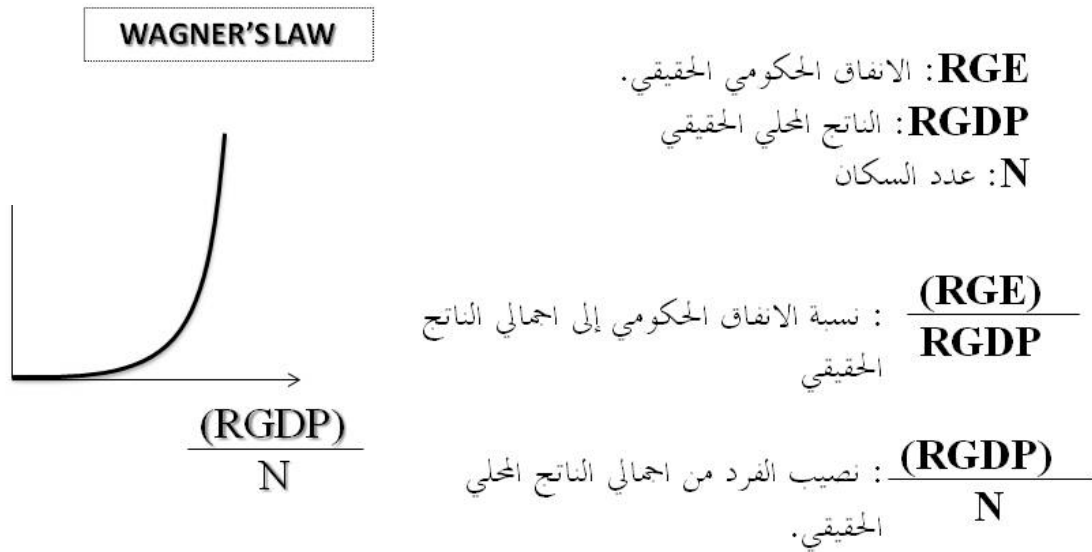 WAGNER'S LAW
RGE: الانفاق الحكومي الحقيقي.
RGDP: الناتج المحلي الحقيقي
N: عدد السكان
(RGE)
RGDP
: نسبة الانفاق الحكومي إلى اجمالي الناتج
الحقيقي
(RGDP)
N
: نصيب الفرد من اجمالي الناتج المحلي
الحقيقي.
(RGDP)
N